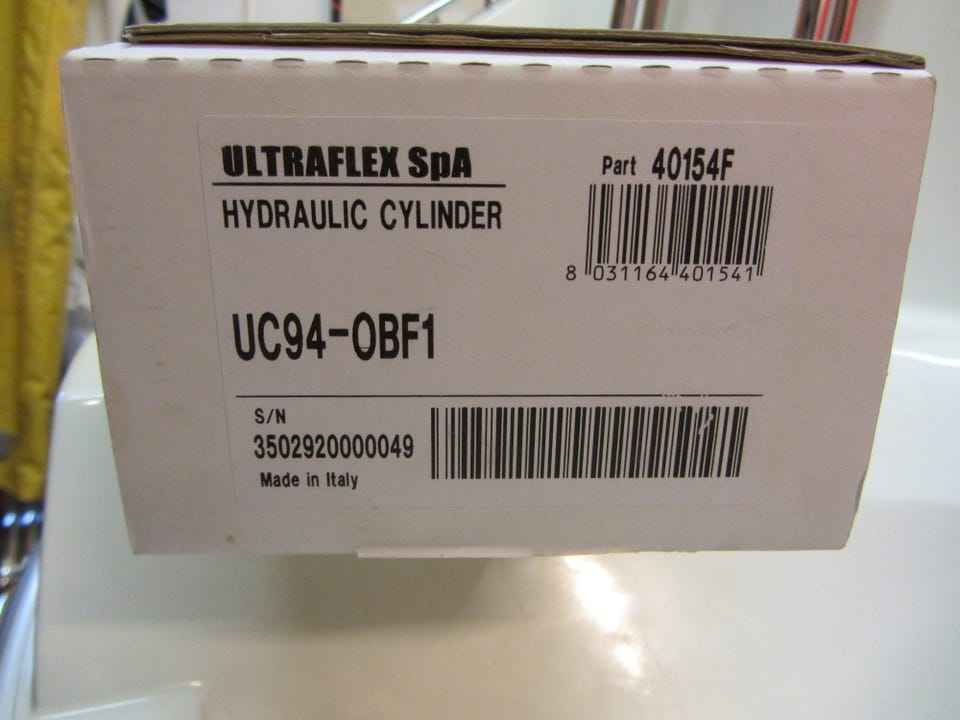 ULTRAFLEX SpA
HYDRAULIC CYLINDER
Part 40154F
8 031164 401541
UC94-OBF1
S/N
3502920000049
Made in Italy